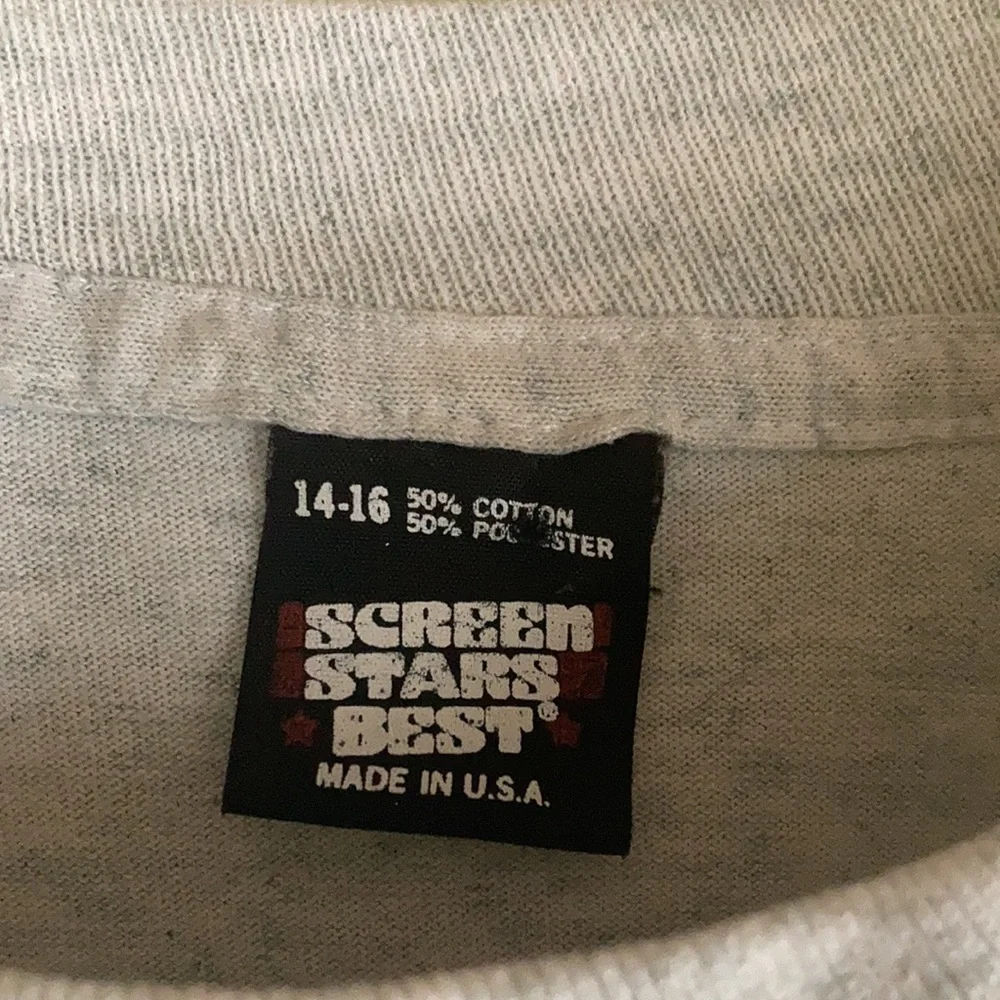 14-16 50% COTTON
50% POLYESTER
SCREEN
STARS
BEST®
MADE IN U.S.A.